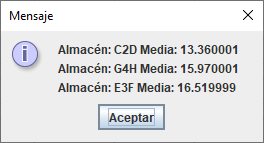 Mensaje
Almacén: C2D Media: 13.360001
Almacén: G4H Media: 15.970001
Almacén: E3F Media: 16.519999
Aceptar